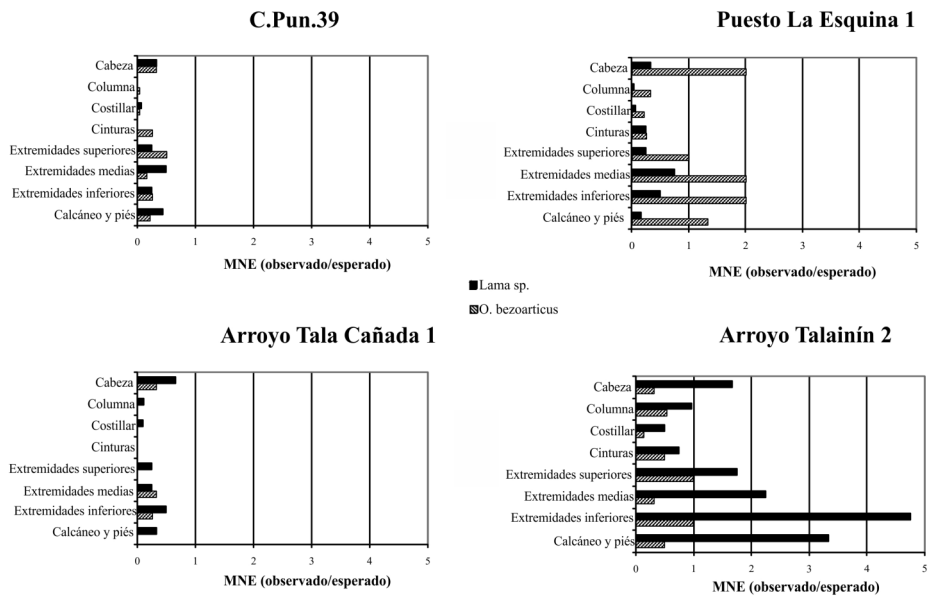 C.Pun.39
Cabeza
Columna
Costillar
Cinturas
Extremidades superiores
Extremidades medias
Extremidades inferiores
Calcáneo y piés
0 1 2 3 4 5
MNE (observado/esperado)
Puesto La Esquina 1
Cabeza
Columna
Costillar
Cinturas
Extremidades superiores
Extremidades medias
Extremidades inferiores
Calcáneo y piés
0 1 2 3 4 5
MNE (observado/esperado)
Lama sp.
O. bezoarticus
Arroyo Tala Cañada 1
Cabeza
Columna
Costillar
Cinturas
Extremidades superiores
Extremidades medias
Extremidades inferiores
Calcáneo y piés
0 1 2 3 4 5
MNE (observado/esperado)
Arroyo Talainín 2
Cabeza
Columna
Costillar
Cinturas
Extremidades superiores
Extremidades medias
Extremidades inferiores
Calcáneo y piés
0 1 2 3 4 5
MNE (observado/esperado)